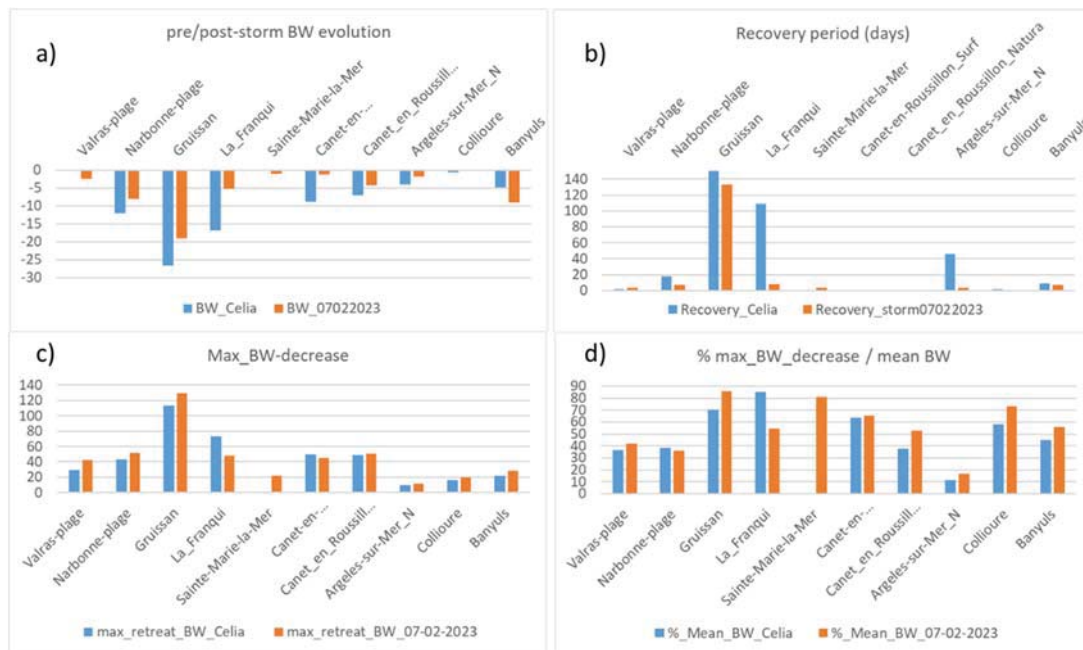 a)
pre/post-storm BW evolution
Valras-plage
Narbonne-plage
Gruissan
La_Franqui
Sainte-Marie-la-Mer
Canet-en-...
Canet_en_Roussill...
Argeles-sur-Mer_N
Collioure
Banyuls
0
-5
-10
-15
-20
-25
-30
BW_Celia BW_07022023
b)
Recovery period (days)
Valras-plage
Narbonne-plage
Gruissan
La_Franqui
Sainte-Marie-la-Mer
Canet-en-Roussillon_Surf
Canet_en_Roussillon_Natura
Argeles-sur-Mer_N
Collioure
Banyuls
140
120
100
80
60
40
20
0
Recovery_Celia Recovery_storm07022023
c)
Max_BW-decrease
140
120
100
80
60
40
20
0
Valras-plage
Narbonne-plage
Gruissan
La_Franqui
Sainte-Marie-la-Mer
Canet-en-...
Canet_en_Roussill...
Argeles-sur-Mer_N
Collioure
Banyuls
max_retreat_BW_Celia max_retreat_BW_07-02-2023
d)
% max_BW_decrease / mean BW
90
80
70
60
50
40
30
20
10
0
Valras-plage
Narbonne-plage
Gruissan
La_Franqui
Sainte-Marie-la-Mer
Canet-en-...
Canet_en_Roussill...
Argeles-sur-Mer_N
Collioure
Banyuls
%_Mean_BW_Celia %_Mean_BW_07-02-2023